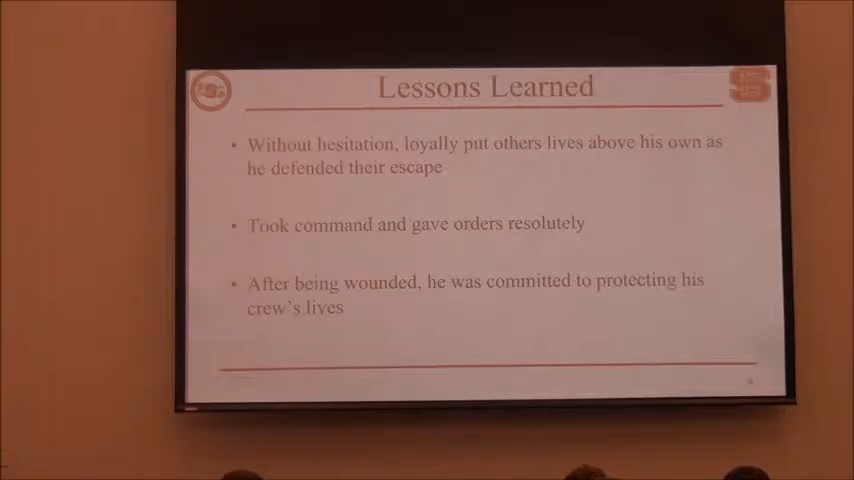 Lessons Learned
• Without hesitation, loyally put others lives above his own as
he defended their escape
• Took command and gave orders resolutely
• After being wounded, he was committed to protecting his
crew's lives